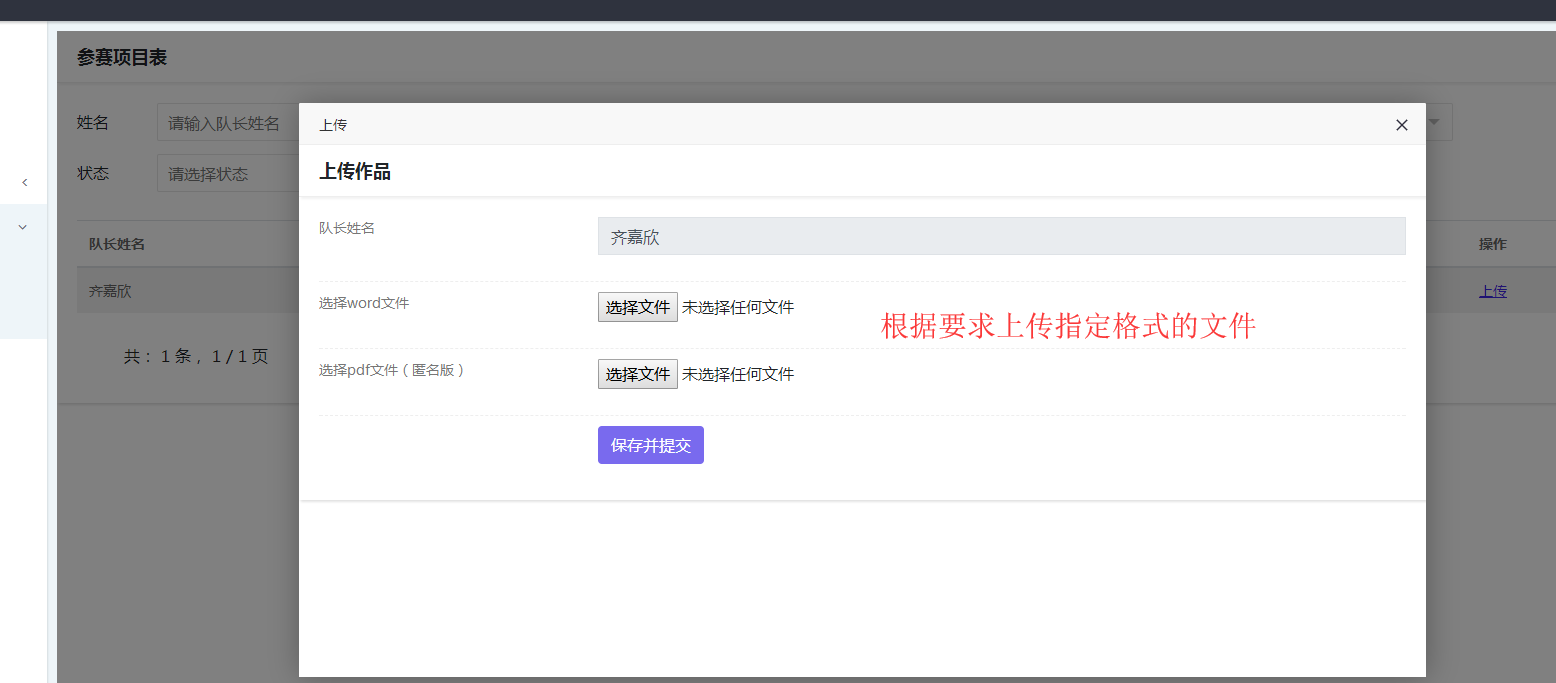 参赛项目表
姓名 请输入队长姓名
状态 请选择状态
队长姓名 操作
齐嘉欣 上传
共： 1 条 ， 1 / 1 页
上传
上传作品
队长姓名 齐嘉欣
选择word文件 选择文件 未选择任何文件
根据要求上传指定格式的文件
选择pdf文件（匿名版） 选择文件 未选择任何文件
保存并提交